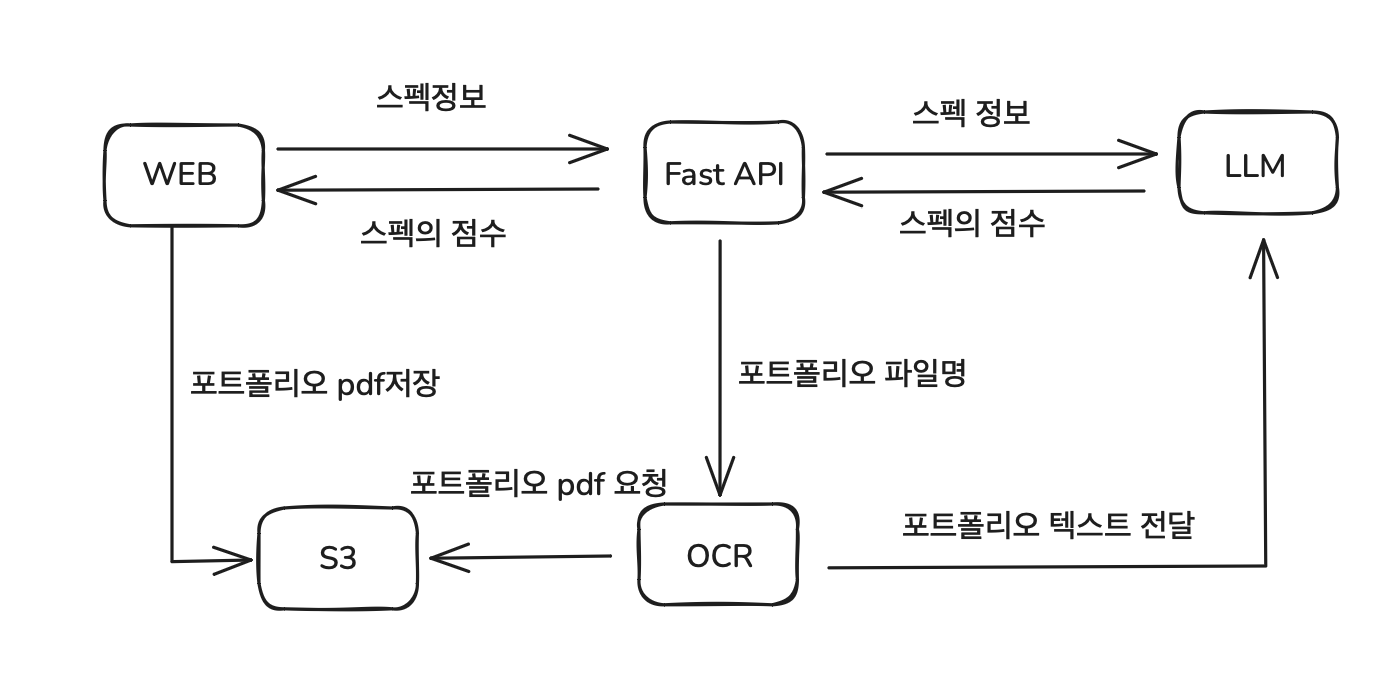 스펙정보
스펙 정보
WEB
Fast API
LLM
스펙의 점수
스펙의 점수
포트폴리오 pdf저장
포트폴리오 파일명
포트폴리오 pdf 요청
포트폴리오 텍스트 전달
S3
OCR